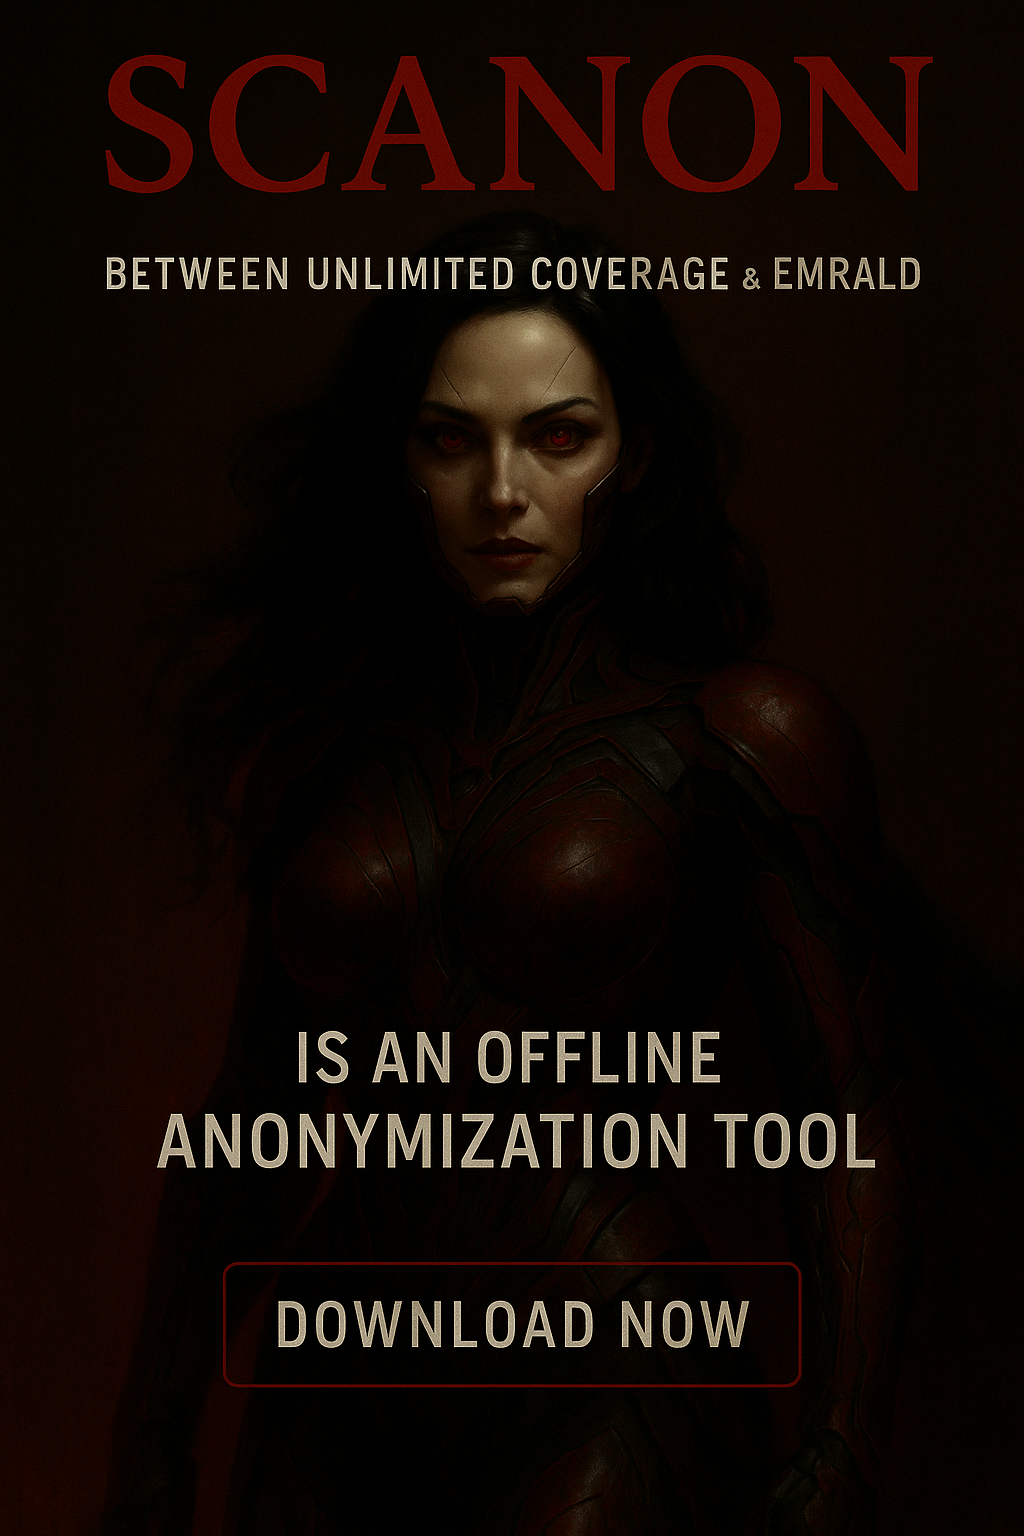 SCANON
BETWEEN UNLIMITED COVERAGE & EMRALD
IS AN OFFLINE
ANONYMIZATION TOOL
DOWNLOAD NOW